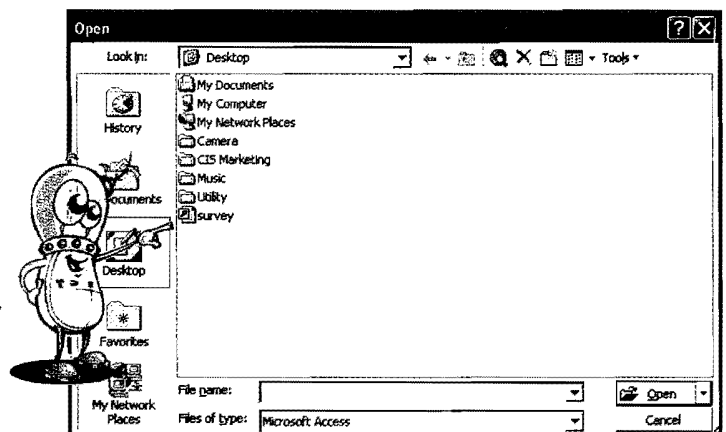 Open
Look in: Desktop Tools
History
Documents
Desktop
Favorites
My Network
Places
My Documents
My Computer
My Network Places
Camera
CIS Marketing
Music
Utility
survey
File name: Open
Files of type: Microsoft Access Cancel